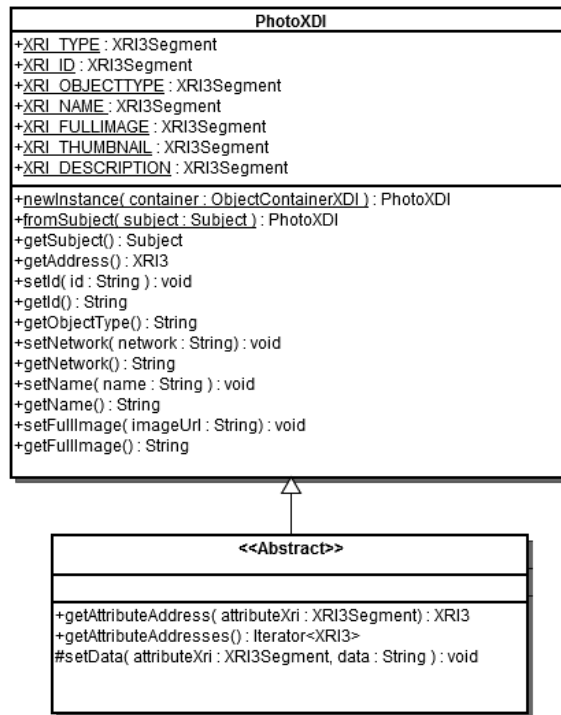 PhotoXDI
+XRI_TYPE : XRI3Segment
+XRI_ID : XRI3Segment
+XRI_OBJECTTYPE : XRI3Segment
+XRI_NAME : XRI3Segment
+XRI_FULLIMAGE : XRI3Segment
+XRI_THUMBNAIL : XRI3Segment
+XRI_DESCRIPTION : XRI3Segment
+newInstance( container : ObjectContainerXDI ) : PhotoXDI
+fromSubject( subject : Subject ) : PhotoXDI
+getSubject() : Subject
+getAddress() : XRI3
+setId( id : String ) : void
+getId() : String
+getObjectType() : String
+setNetwork( network : String) : void
+getNetwork() : String
+setName( name : String ) : void
+getName() : String
+setFullImage( imageUrl : String) : void
+getFullImage() : String
<<Abstract>>
+getAttributeAddress( attributeXri : XRI3Segment) : XRI3
+getAttributeAddresses() : Iterator<XRI3>
#setData( attributeXri : XRI3Segment, data : String ) : void